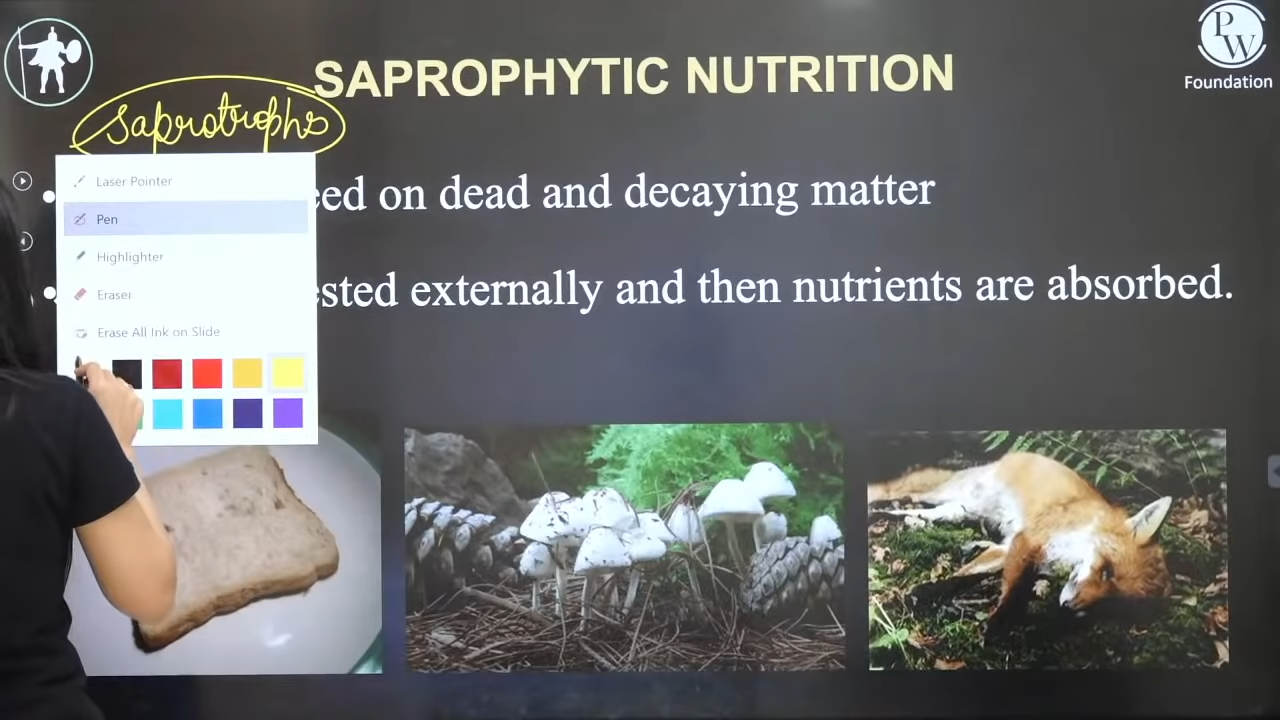 PW
Foundation
SAPROPHYTIC NUTRITION
saprotrophs
eed on dead and decaying matter
ested externally and then nutrients are absorbed.
Laser Pointer
Pen
Highlighter
Eraser
Erase All Ink on Slide